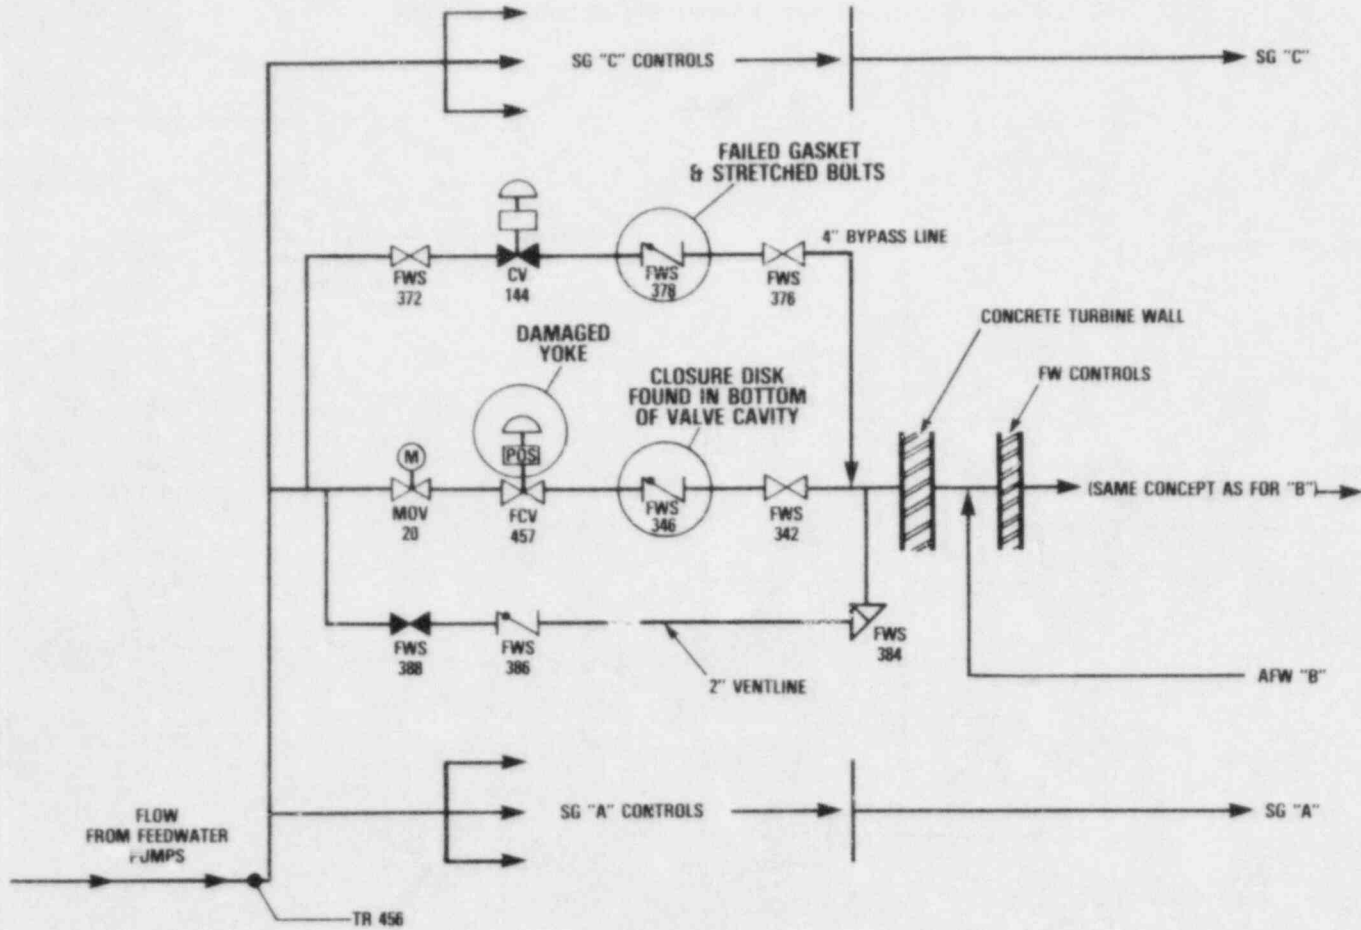 SG "C" CONTROLS
SG "C"
FAILED GASKET
& STRETCHED BOLTS
4" BYPASS LINE
FWS
372
CV
144
FWS
378
FWS
376
CONCRETE TURBINE WALL
DAMAGED
YOKE
FW CONTROLS
CLOSURE DISK
FOUND IN BOTTOM
OF VALVE CAVITY
M
POS
(SAME CONCEPT AS FOR "B")
MOV
20
FCV
457
FWS
346
FWS
342
FWS
388
FWS
386
FWS
384
2" VENTLINE
AFW "B"
FLOW
FROM FEEDWATER
PUMPS
SG "A" CONTROLS
SG "A"
TR 456